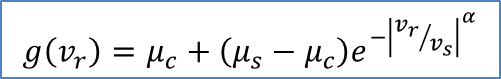 g(v_r) = μ_c + (μ_s − μ_c)e^{−|v_r/v_s|^α}